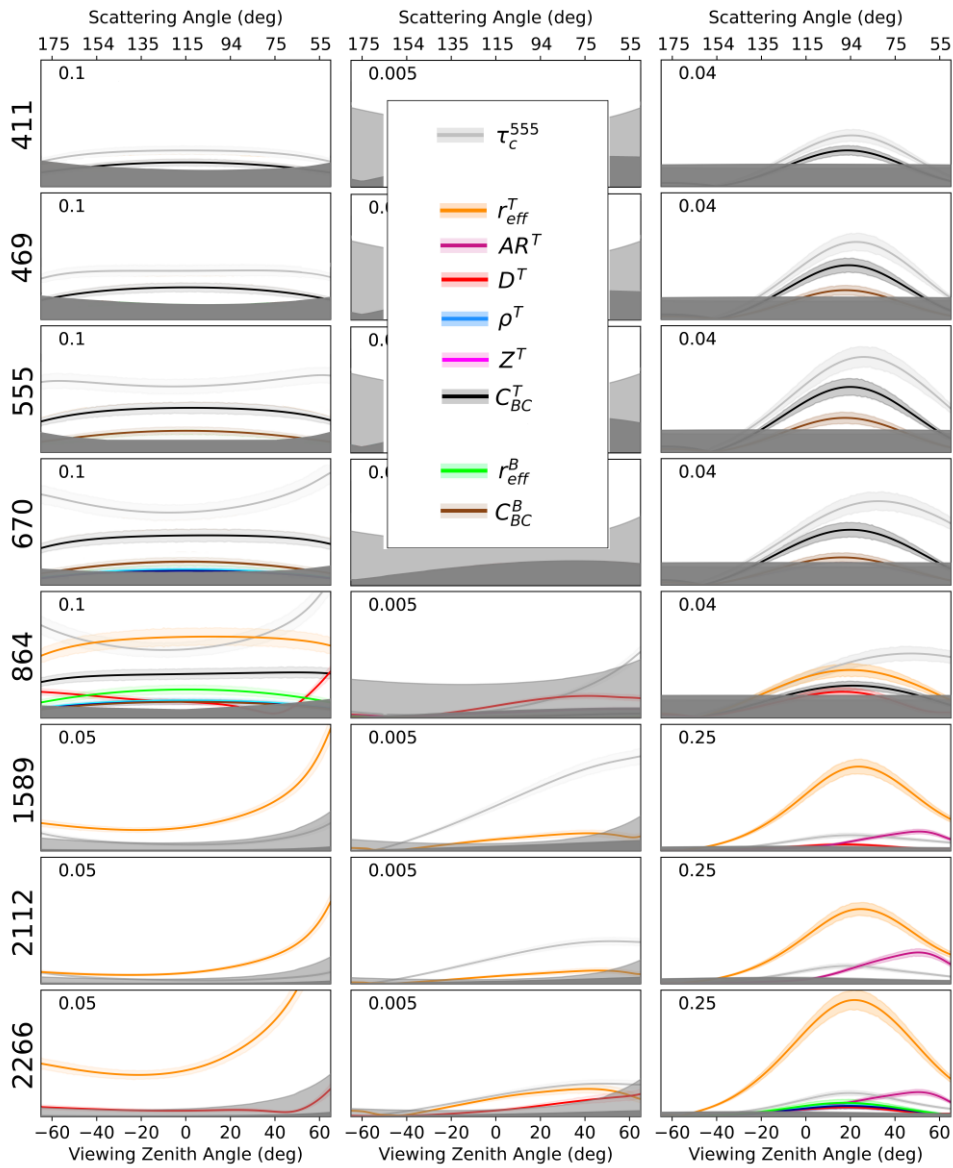 Scattering Angle (deg) Scattering Angle (deg) Scattering Angle (deg)
175 154 135 115 94 75 55 175 154 135 115 94 75 55 175 154 135 115 94 75 55
411 0.1 0.005 0.04
τ_c^555
469 0.1 0.04
r_eff^T
AR^T
D^T
555 0.1 0.04
ρ^T
Z^T
C_BC^T
670 0.1 0.04
r_eff^B
C_BC^B
864 0.1 0.005 0.04
1589 0.05 0.005 0.25
2112 0.05 0.005 0.25
2266 0.05 0.005 0.25
−60 −40 −20 0 20 40 60 −60 −40 −20 0 20 40 60 −60 −40 −20 0 20 40 60
Viewing Zenith Angle (deg) Viewing Zenith Angle (deg) Viewing Zenith Angle (deg)